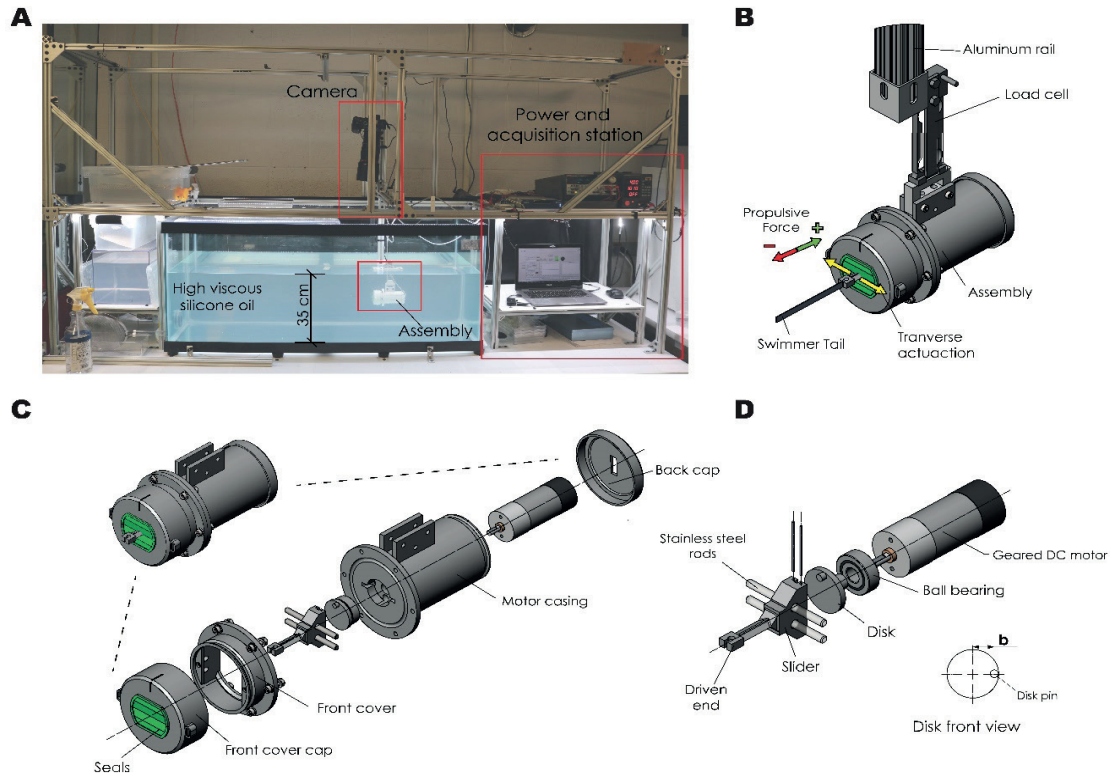 A
Camera
Power and
acquisition station
High viscous
silicone oil
35 cm
Assembly
B
Aluminum rail
Load cell
Propulsive
Force
+
-
Assembly
Tranverse
actuaction
Swimmer Tail
C
Back cap
Motor casing
Front cover
Front cover cap
Seals
D
Stainless steel
rods
Geared DC motor
Ball bearing
Disk
Slider
Driven
end
b
Disk pin
Disk front view